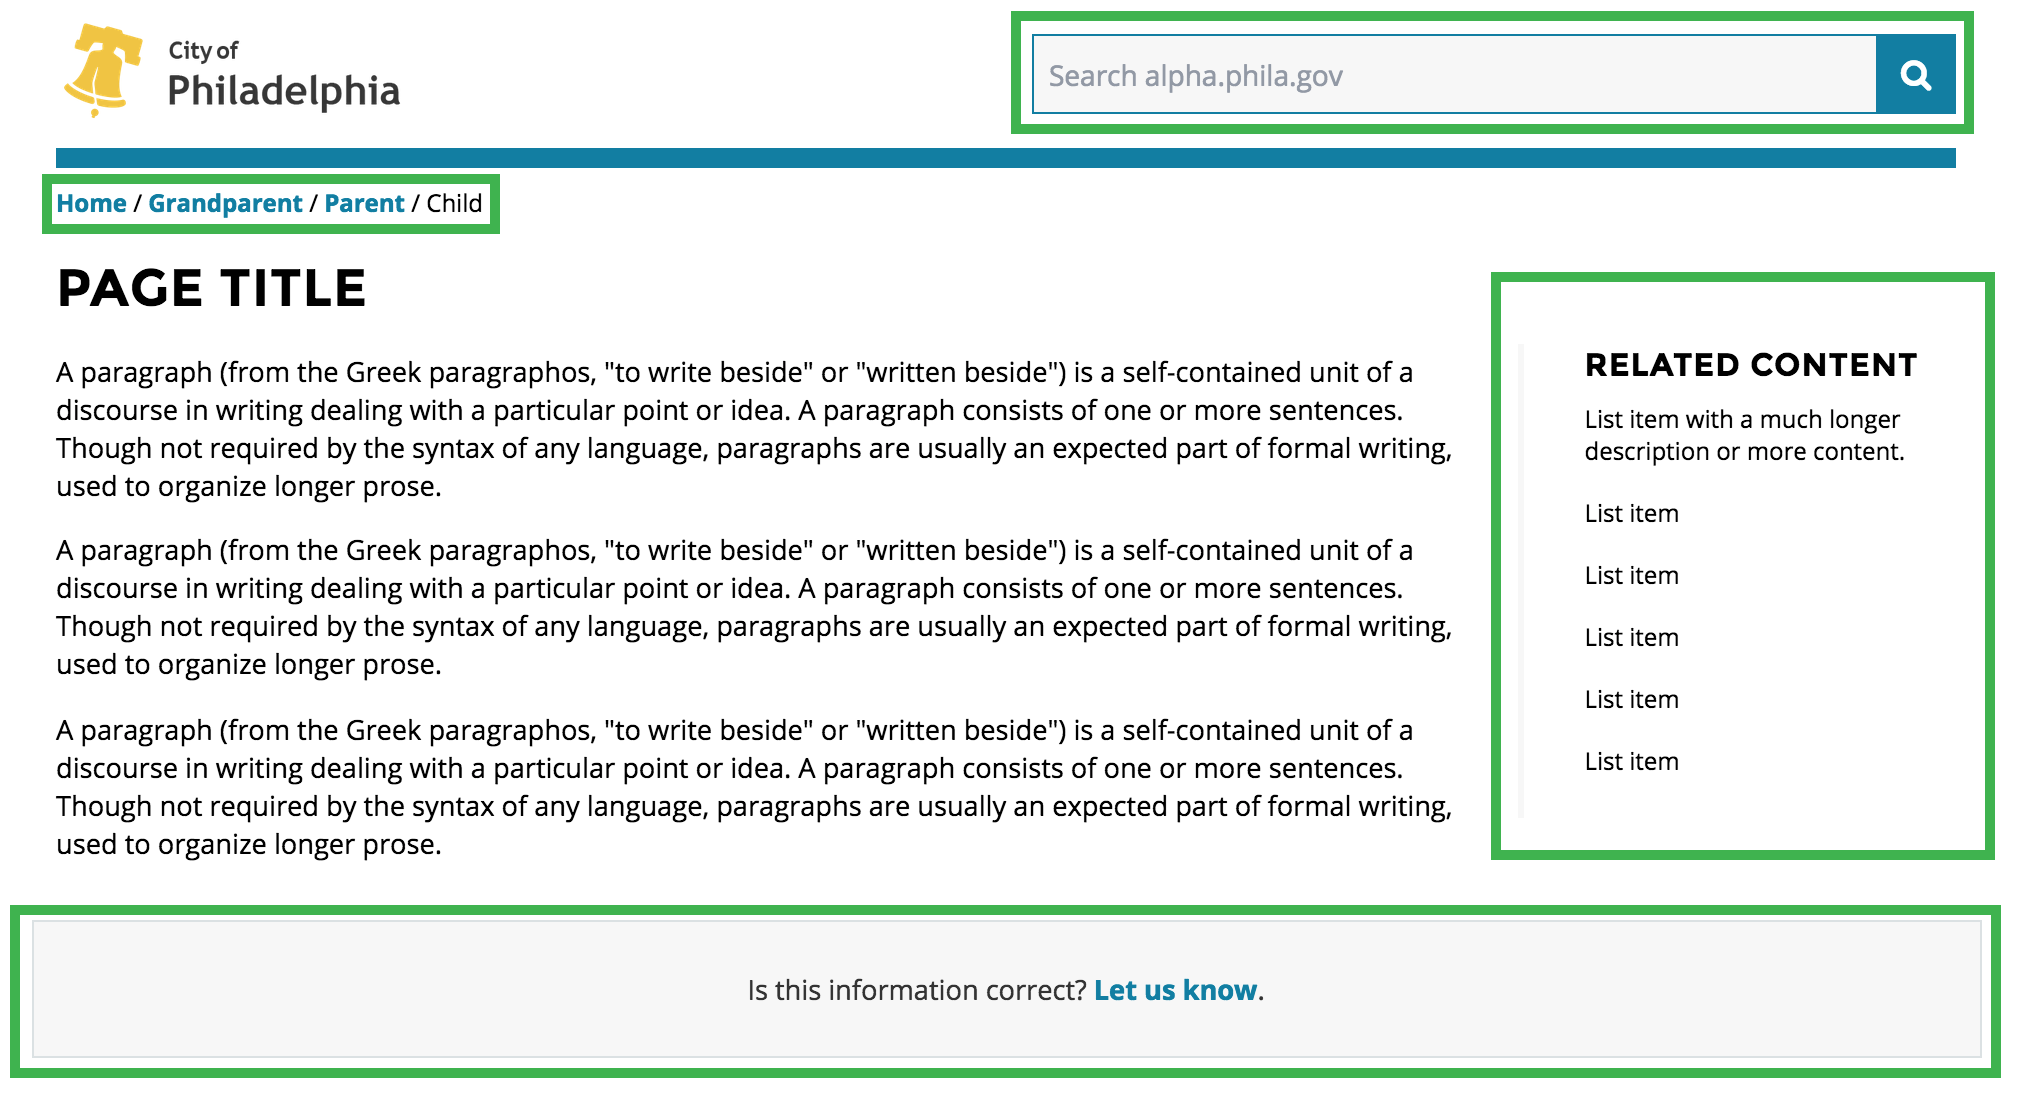 City of
Philadelphia
Search alpha.phila.gov
Home / Grandparent / Parent / Child
PAGE TITLE
A paragraph (from the Greek paragraphos, "to write beside" or "written beside") is a self-contained unit of a
discourse in writing dealing with a particular point or idea. A paragraph consists of one or more sentences.
Though not required by the syntax of any language, paragraphs are usually an expected part of formal writing,
used to organize longer prose.
A paragraph (from the Greek paragraphos, "to write beside" or "written beside") is a self-contained unit of a
discourse in writing dealing with a particular point or idea. A paragraph consists of one or more sentences.
Though not required by the syntax of any language, paragraphs are usually an expected part of formal writing,
used to organize longer prose.
A paragraph (from the Greek paragraphos, "to write beside" or "written beside") is a self-contained unit of a
discourse in writing dealing with a particular point or idea. A paragraph consists of one or more sentences.
Though not required by the syntax of any language, paragraphs are usually an expected part of formal writing,
used to organize longer prose.
RELATED CONTENT
List item with a much longer
description or more content.
List item
List item
List item
List item
List item
Is this information correct? Let us know.